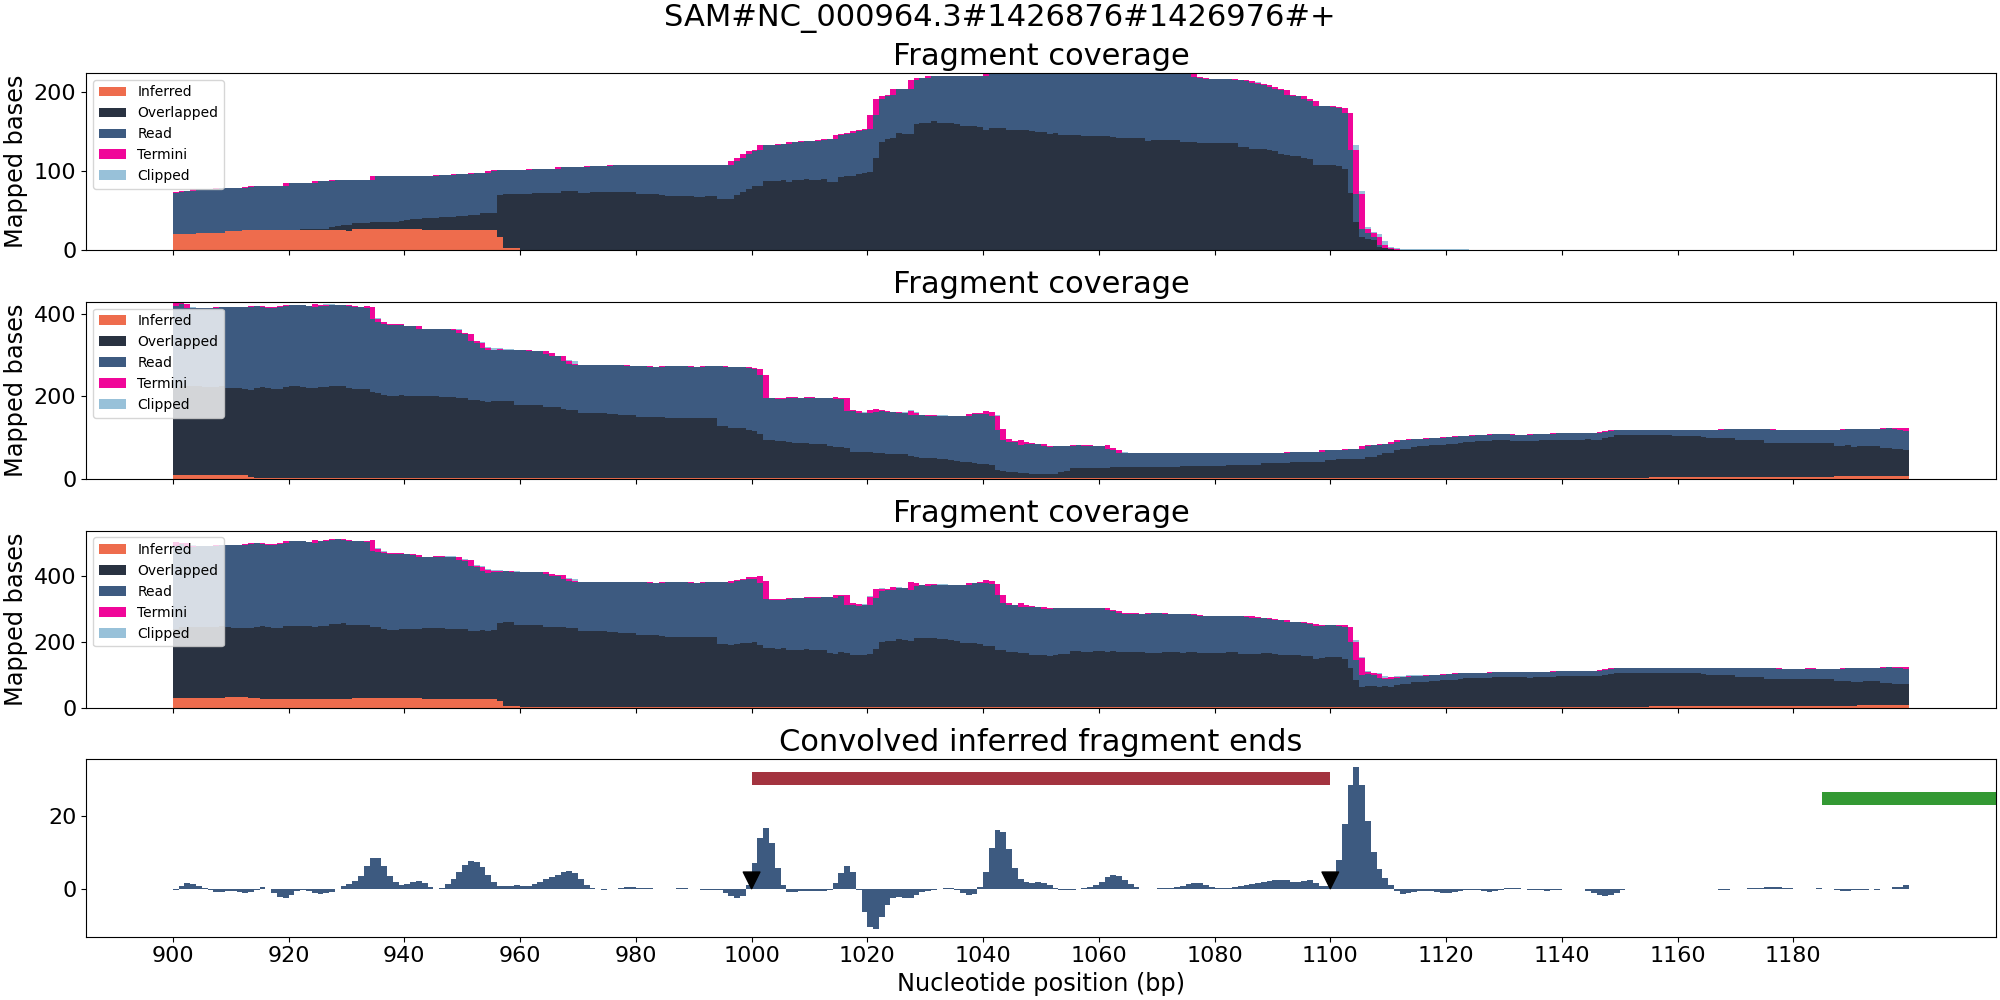 SAM#NC_000964.3#1426876#1426976#+
Fragment coverage
Mapped bases
200
100
0
Inferred
Overlapped
Read
Termini
Clipped
Fragment coverage
Mapped bases
400
200
0
Inferred
Overlapped
Read
Termini
Clipped
Fragment coverage
Mapped bases
400
200
0
Inferred
Overlapped
Read
Termini
Clipped
Convolved inferred fragment ends
20
0
900 920 940 960 980 1000 1020 1040 1060 1080 1100 1120 1140 1160 1180
Nucleotide position (bp)